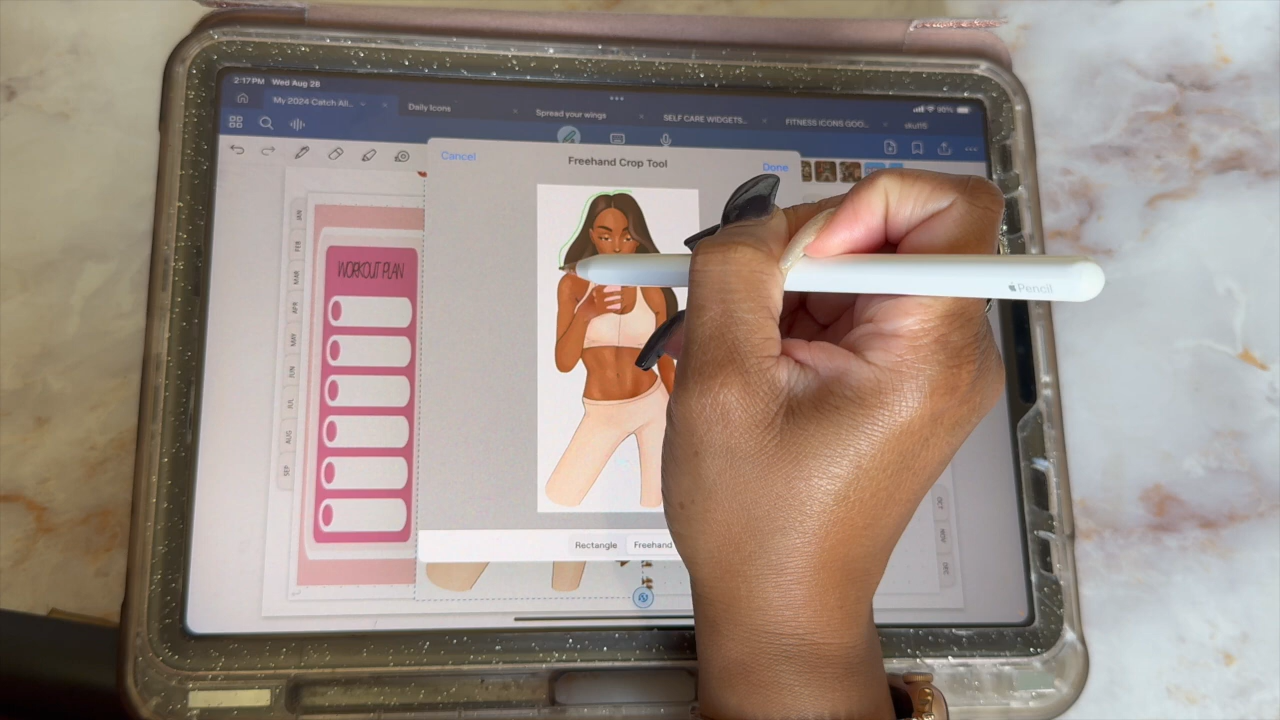 2:17 PM Wed Aug 28
98%
My 2024 Catch All...
Daily Icons
Spread your wings
SELF CARE WIDGETS...
FITNESS ICONS GOO...
Cancel
Freehand Crop Tool
Done
JAN
FEB
MAR
APR
MAY
JUN
JUL
AUG
SEP
WORKOUT PLAN
Pencil
Rectangle
Freehand
OCT
NOV
DEC